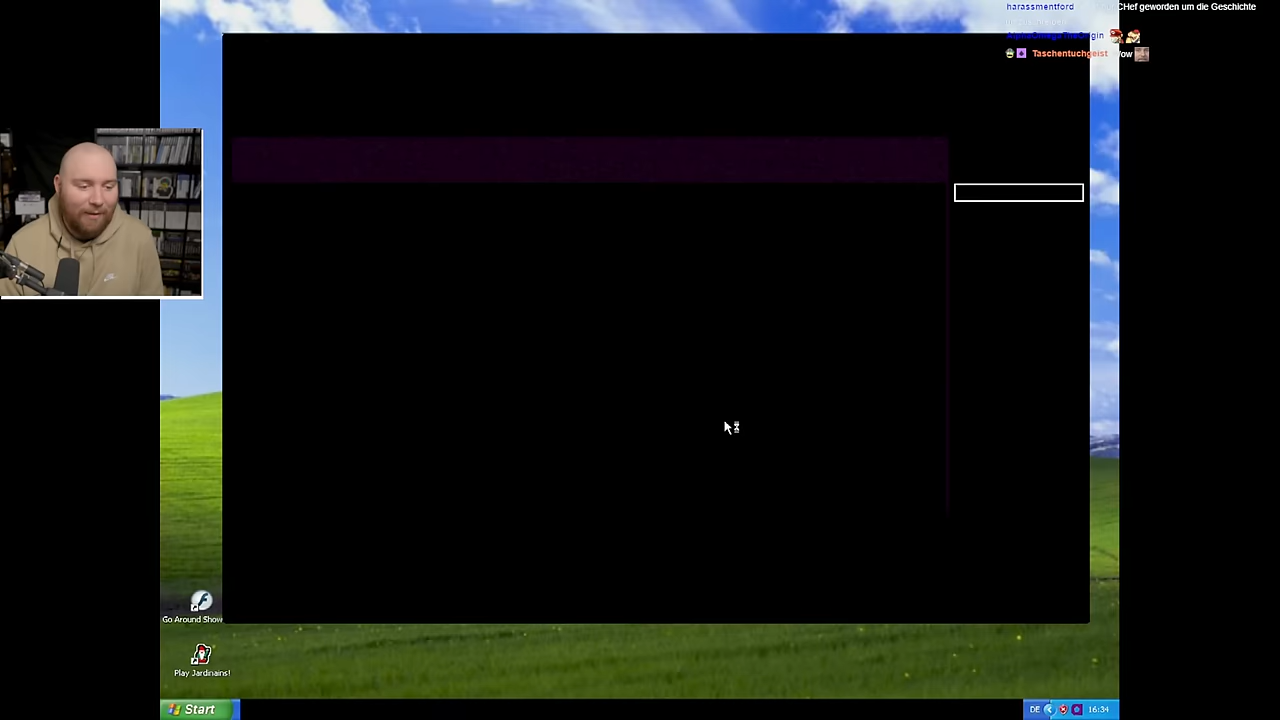 harassmentford
CHef geworden um die Geschichte
Taschentuchgeist
Go Around Show
Play Jardinains!
Start
DE
16:34